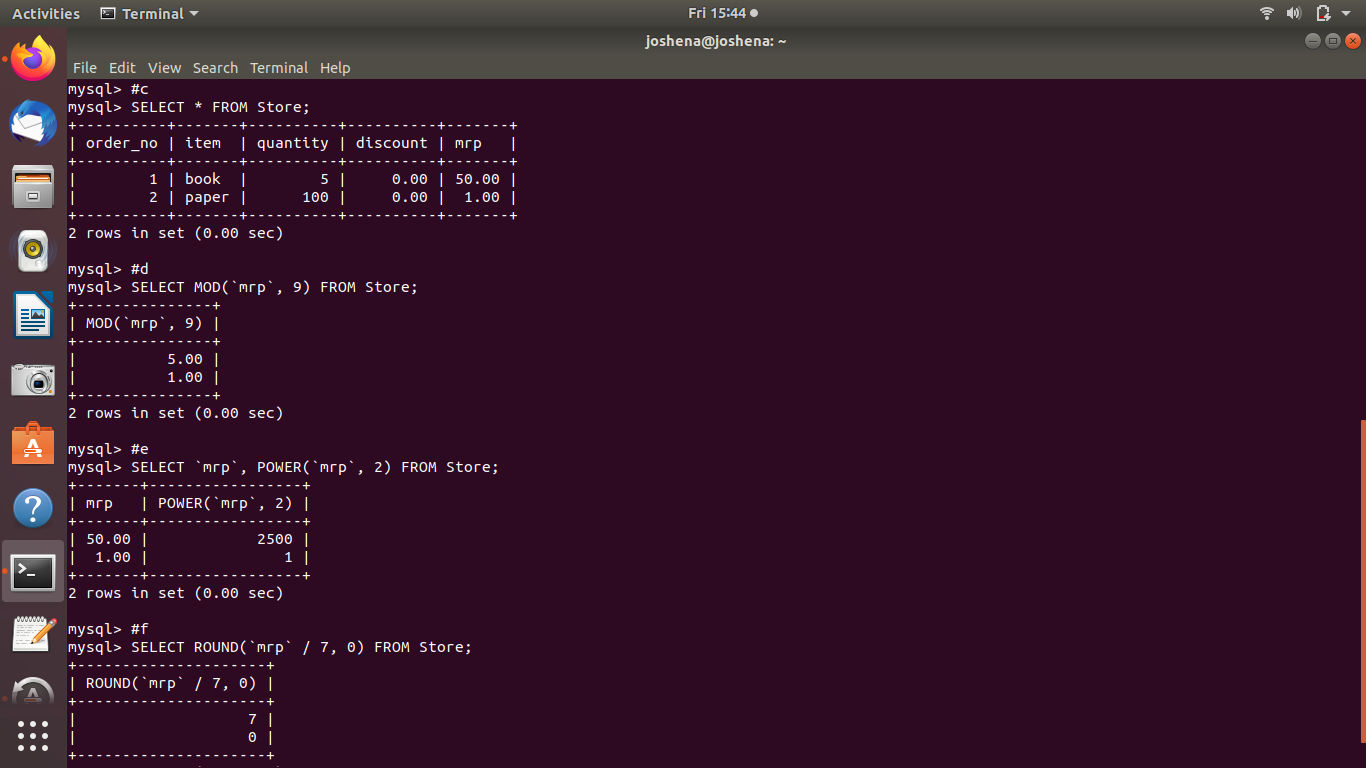 Activities Terminal Fri 15:44
joshena@joshena: ~
File Edit View Search Terminal Help
mysql> #c
mysql> SELECT * FROM Store;
+----------+-------+----------+----------+-------+
| order_no | item  | quantity | discount | mrp   |
+----------+-------+----------+----------+-------+
|        1 | book  |        5 |     0.00 | 50.00 |
|        2 | paper |      100 |     0.00 |  1.00 |
+----------+-------+----------+----------+-------+
2 rows in set (0.00 sec)
mysql> #d
mysql> SELECT MOD(`mrp`, 9) FROM Store;
+---------------+
| MOD(`mrp`, 9) |
+---------------+
|          5.00 |
|          1.00 |
+---------------+
2 rows in set (0.00 sec)
mysql> #e
mysql> SELECT `mrp`, POWER(`mrp`, 2) FROM Store;
+-------+-----------------+
| mrp   | POWER(`mrp`, 2) |
+-------+-----------------+
| 50.00 |            2500 |
|  1.00 |               1 |
+-------+-----------------+
2 rows in set (0.00 sec)
mysql> #f
mysql> SELECT ROUND(`mrp` / 7, 0) FROM Store;
+---------------------+
| ROUND(`mrp` / 7, 0) |
+---------------------+
|                   7 |
|                   0 |
+---------------------+